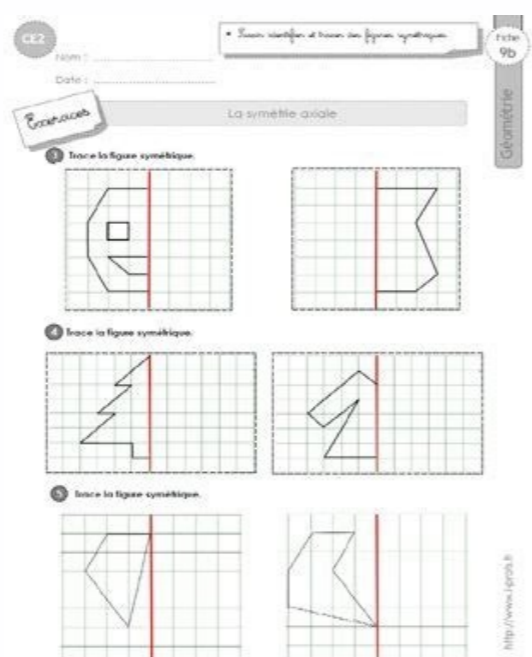 CE2
• Savoir identifier et tracer des figures symétriques.
Fiche
9b
Nom :
Date :
Géométrie
Exercices
La symétrie axiale
3 Trace la figure symétrique.
4 Trace la figure symétrique.
5 Trace la figure symétrique.
http://www.i-profs.fr